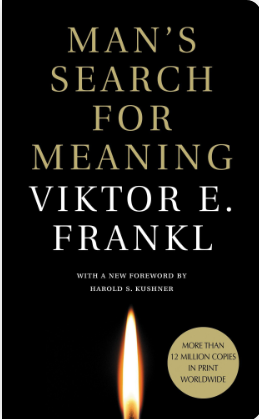 MAN'S
SEARCH
FOR
MEANING
VIKTOR E.
FRANKL
WITH A NEW FOREWORD BY
HAROLD S. KUSHNER
MORE THAN
12 MILLION COPIES
IN PRINT
WORLDWIDE